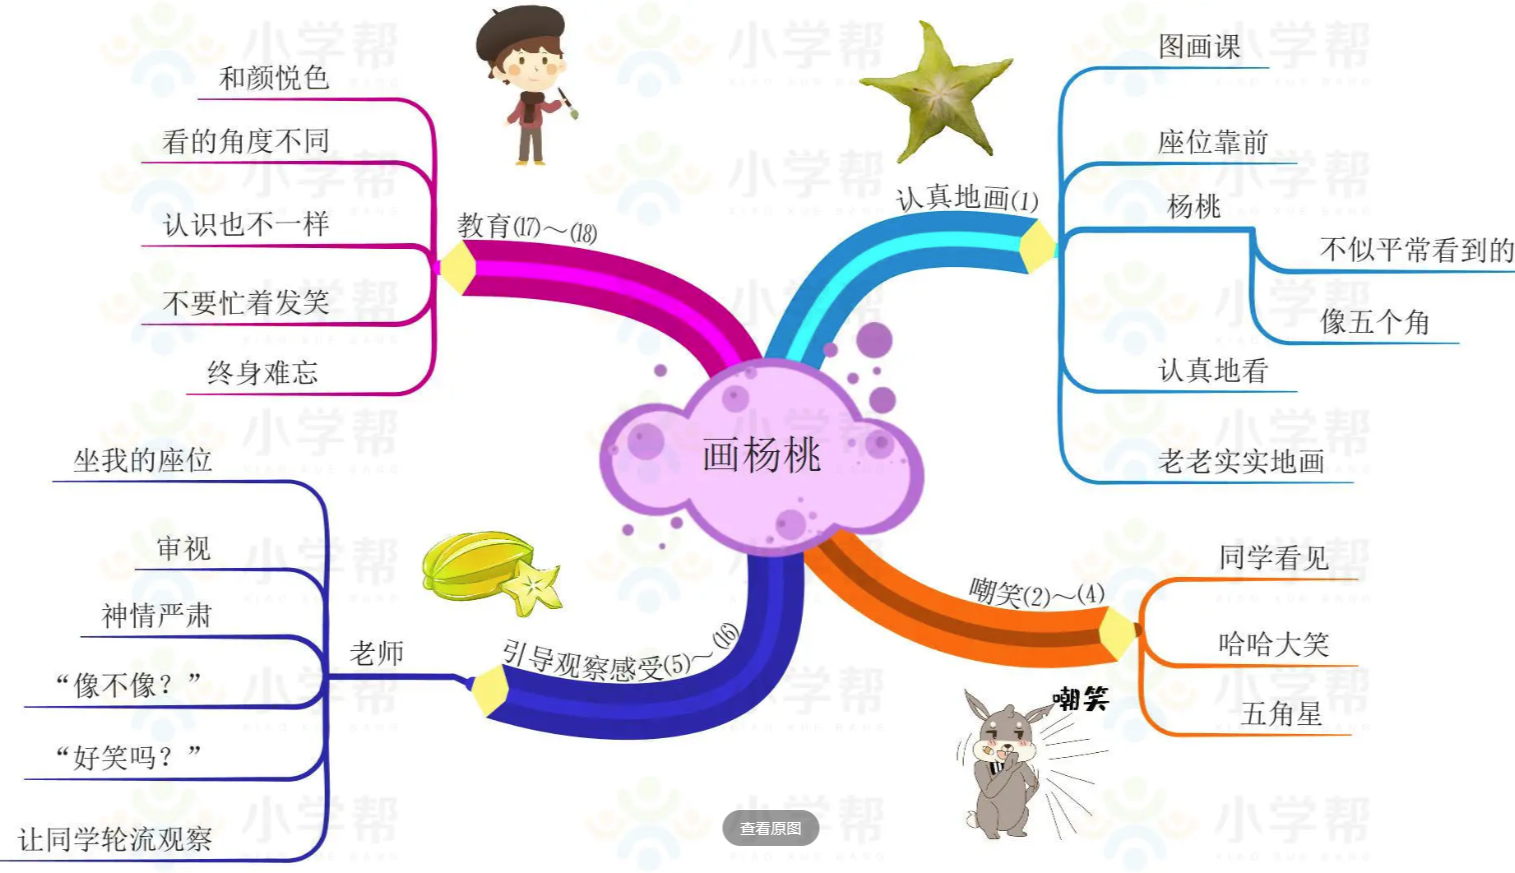 画杨桃
认真地画(1)
图画课
座位靠前
杨桃
不似平常看到的
像五个角
认真地看
老老实实地画
嘲笑(2)～(4)
同学看见
哈哈大笑
五角星
嘲笑
引导观察感受(5)～(16)
老师
坐我的座位
审视
神情严肃
“像不像？”
“好笑吗？”
让同学轮流观察
教育(17)～(18)
和颜悦色
看的角度不同
认识也不一样
不要忙着发笑
终身难忘
查看原图
小学帮
XIAO XUE BANG